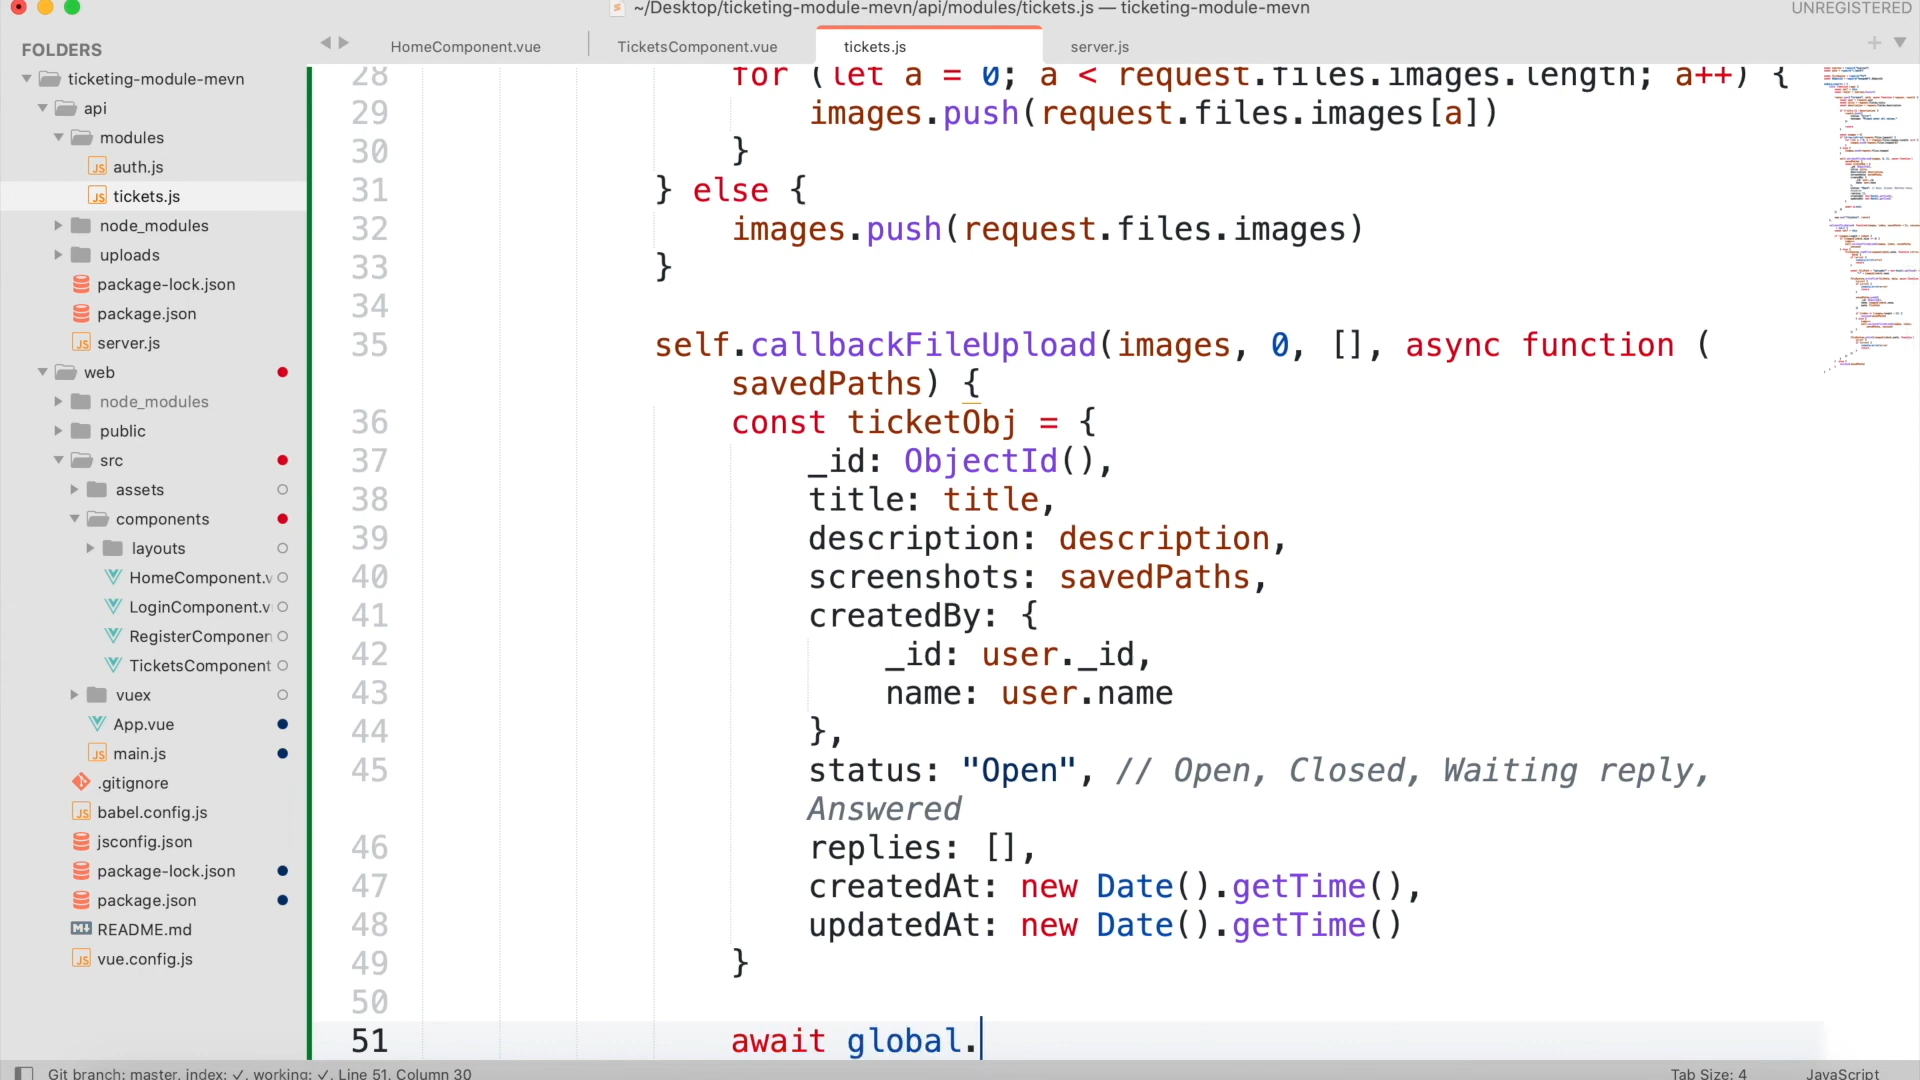 ~/Desktop/ticketing-module-mevn/api/modules/tickets.js — ticketing-module-mevn
UNREGISTERED
FOLDERS
ticketing-module-mevn
api
modules
auth.js
tickets.js
node_modules
uploads
package-lock.json
package.json
server.js
web
node_modules
public
src
assets
components
layouts
HomeComponent.v
LoginComponent.v
RegisterComponen
TicketsComponent
vuex
App.vue
main.js
.gitignore
babel.config.js
jsconfig.json
package-lock.json
package.json
README.md
vue.config.js
HomeComponent.vue
TicketsComponent.vue
tickets.js
server.js
28 for (let a = 0; a < request.files.images.length; a++) {
29 images.push(request.files.images[a])
30 }
31 } else {
32 images.push(request.files.images)
33 }
34
35 self.callbackFileUpload(images, 0, [], async function (
savedPaths) {
36 const ticketObj = {
37 _id: ObjectId(),
38 title: title,
39 description: description,
40 screenshots: savedPaths,
41 createdBy: {
42 _id: user._id,
43 name: user.name
44 },
45 status: "Open", // Open, Closed, Waiting reply,
Answered
46 replies: [],
47 createdAt: new Date().getTime(),
48 updatedAt: new Date().getTime()
49 }
50
51 await global.
Git branch: master, index: ✓, working: ✓, Line 51, Column 30
Tab Size: 4
JavaScript